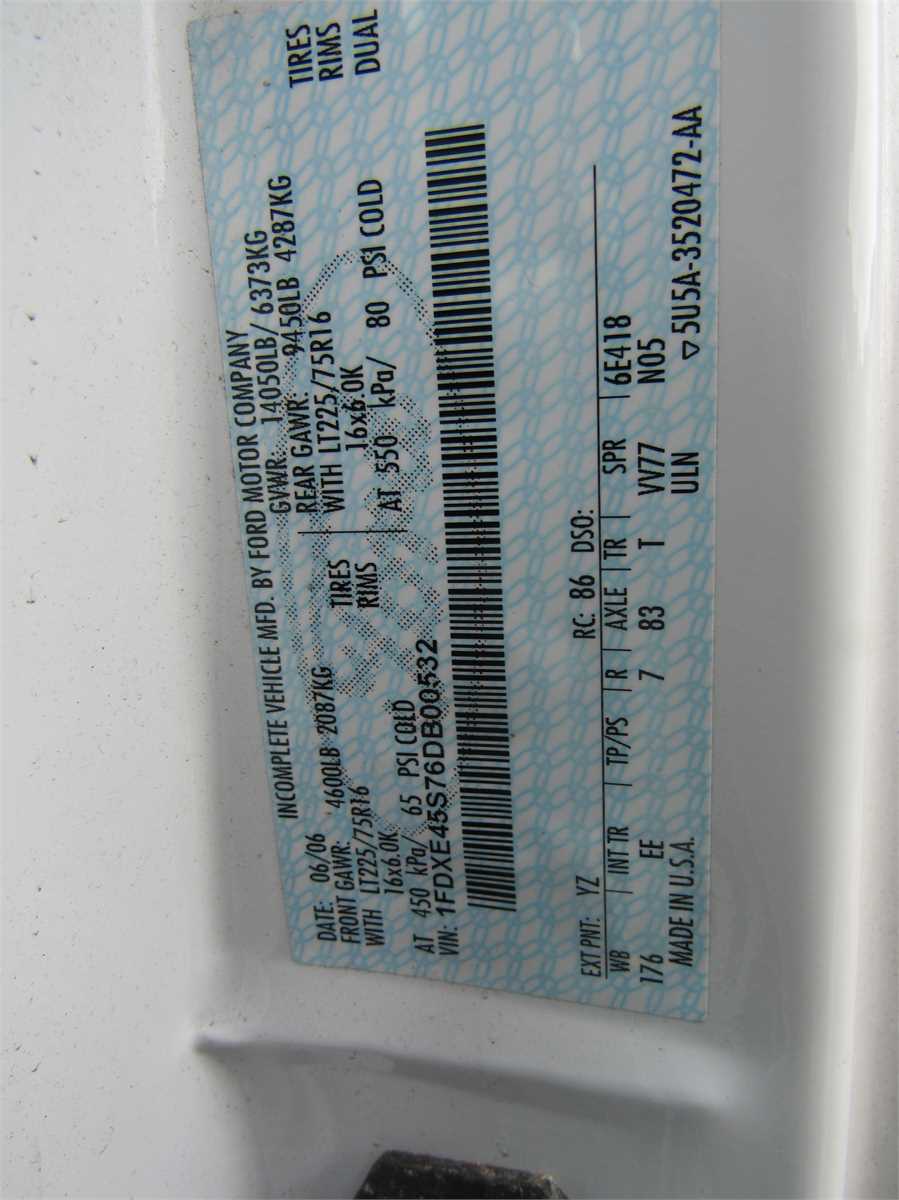 INCOMPLETE VEHICLE MFD. BY FORD MOTOR COMPANY
DATE: 06/06 GVWR: 14050LB/ 6373KG
FRONT GAWR: 4600LB 2087KG REAR GAWR: 9450LB 4287KG
WITH LT225/75R16 TIRES WITH LT225/75R16 TIRES
16x6.0K RIMS 16x6.0K RIMS
AT 450 kPa/ 65 PSI COLD AT 550 kPa/ 80 PSI COLD DUAL
VIN: 1FDXE45S76DB00532
EXT PNT: YZ RC: 86 DSO:
WB INT TR TP/PS R AXLE TR SPR 6E418
176 EE 7 83 T W77 N05
MADE IN U.S.A. ULN
▽ 5U5A-3520472-AA